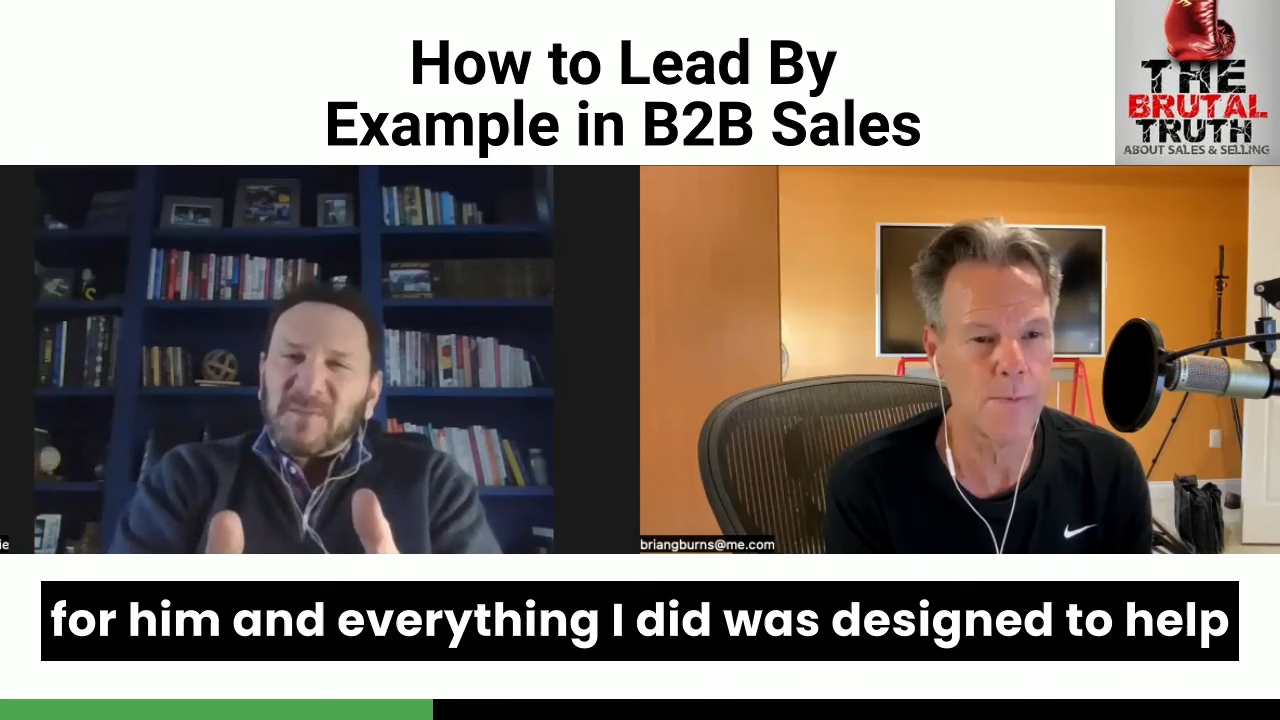 How to Lead By
Example in B2B Sales
THE
BRUTAL
TRUTH
ABOUT SALES & SELLING
ie
briangburns@me.com
for him and everything I did was designed to help